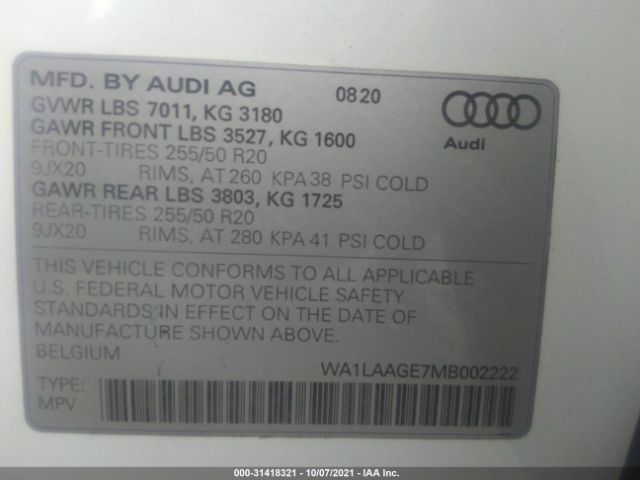 MFD. BY AUDI AG 0820
GVWR LBS 7011, KG 3180
GAWR FRONT LBS 3527, KG 1600
FRONT-TIRES 255/50 R20
9JX20 RIMS, AT 260 KPA 38 PSI COLD
GAWR REAR LBS 3803, KG 1725
REAR-TIRES 255/50 R20
9JX20 RIMS, AT 280 KPA 41 PSI COLD
Audi
THIS VEHICLE CONFORMS TO ALL APPLICABLE
U.S. FEDERAL MOTOR VEHICLE SAFETY
STANDARDS IN EFFECT ON THE DATE OF
MANUFACTURE SHOWN ABOVE.
BELGIUM WA1LAAGE7MB002222
TYPE:
MPV
000-31418321 - 10/07/2021 - IAA Inc.